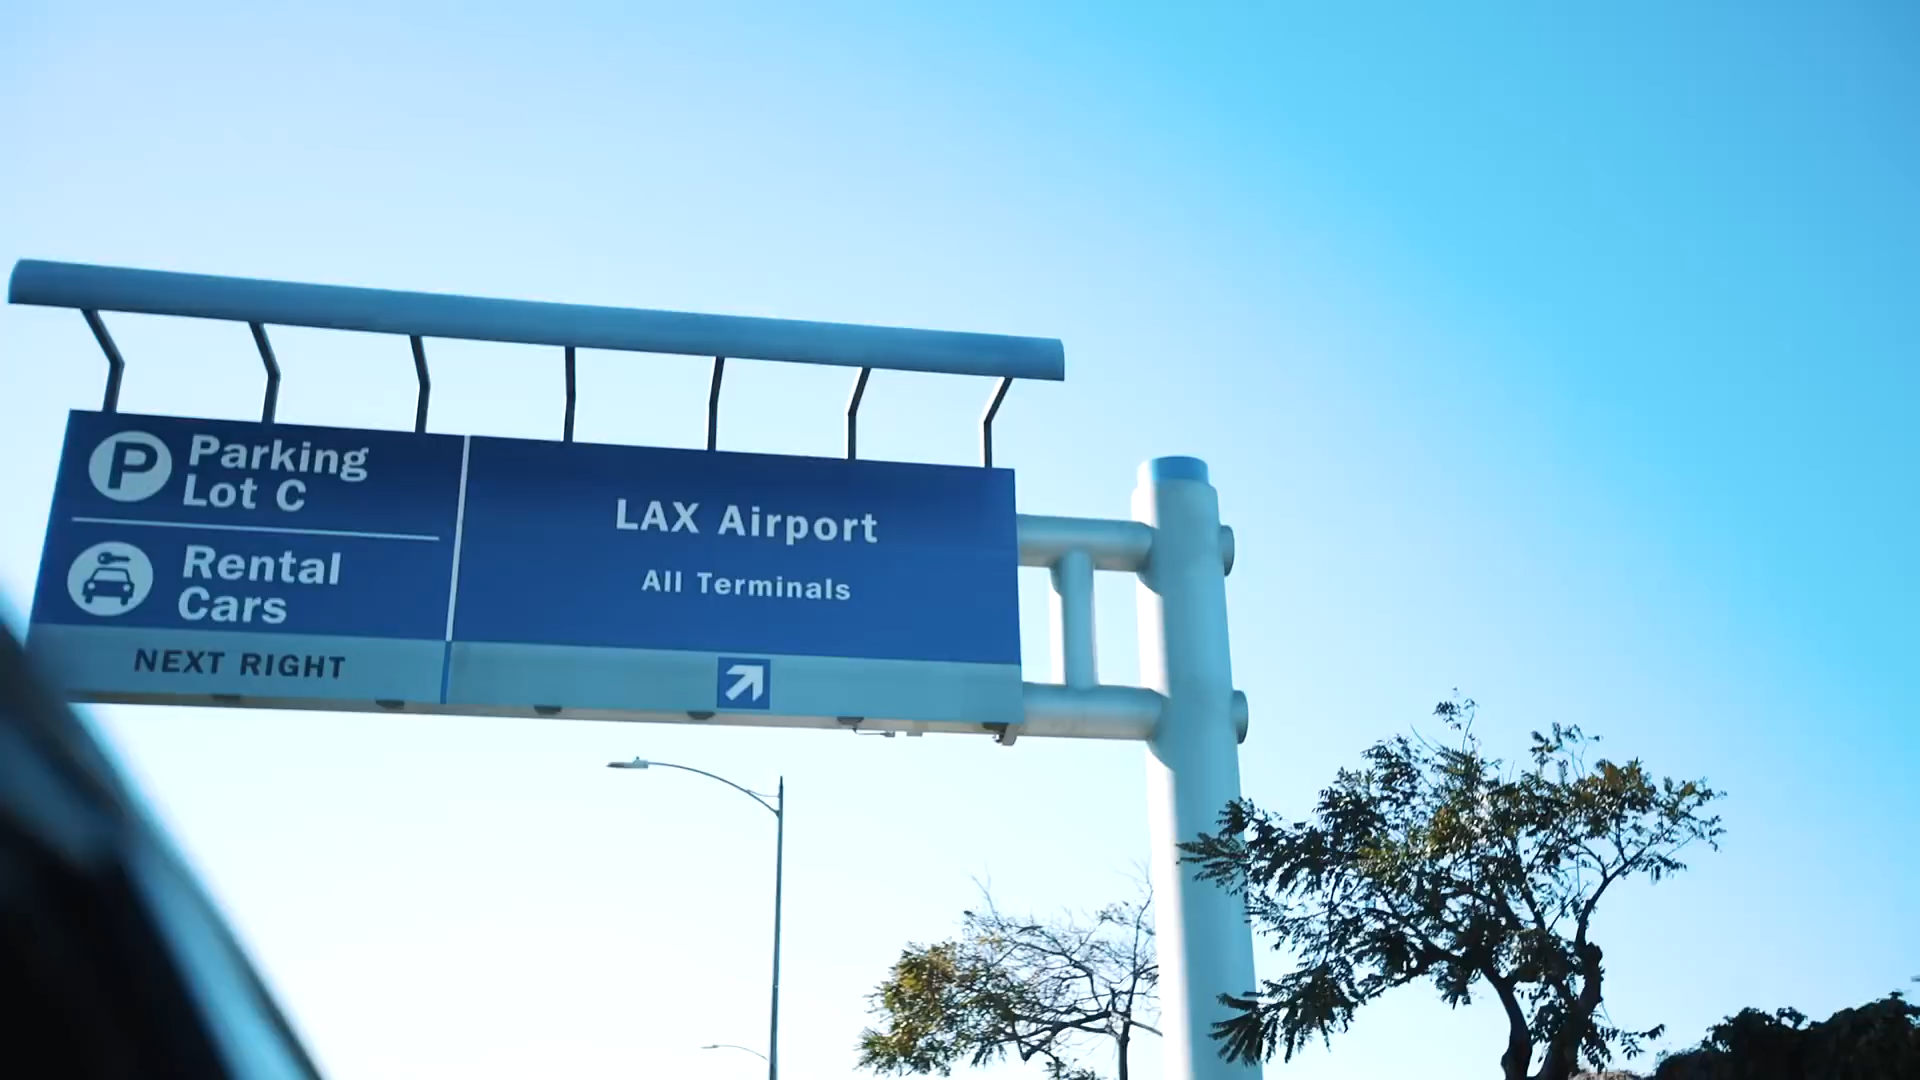 P
Parking
Lot C
Rental
Cars
NEXT RIGHT
LAX Airport
All Terminals